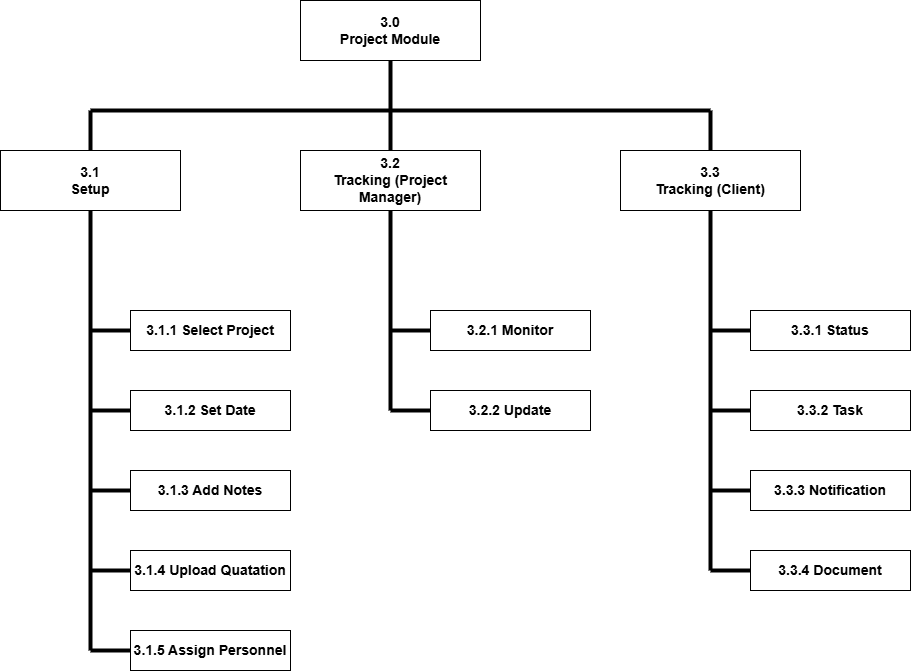 3.0
Project Module
3.1
Setup
3.2
Tracking (Project
Manager)
3.3
Tracking (Client)
3.1.1 Select Project
3.1.2 Set Date
3.1.3 Add Notes
3.1.4 Upload Quatation
3.1.5 Assign Personnel
3.2.1 Monitor
3.2.2 Update
3.3.1 Status
3.3.2 Task
3.3.3 Notification
3.3.4 Document